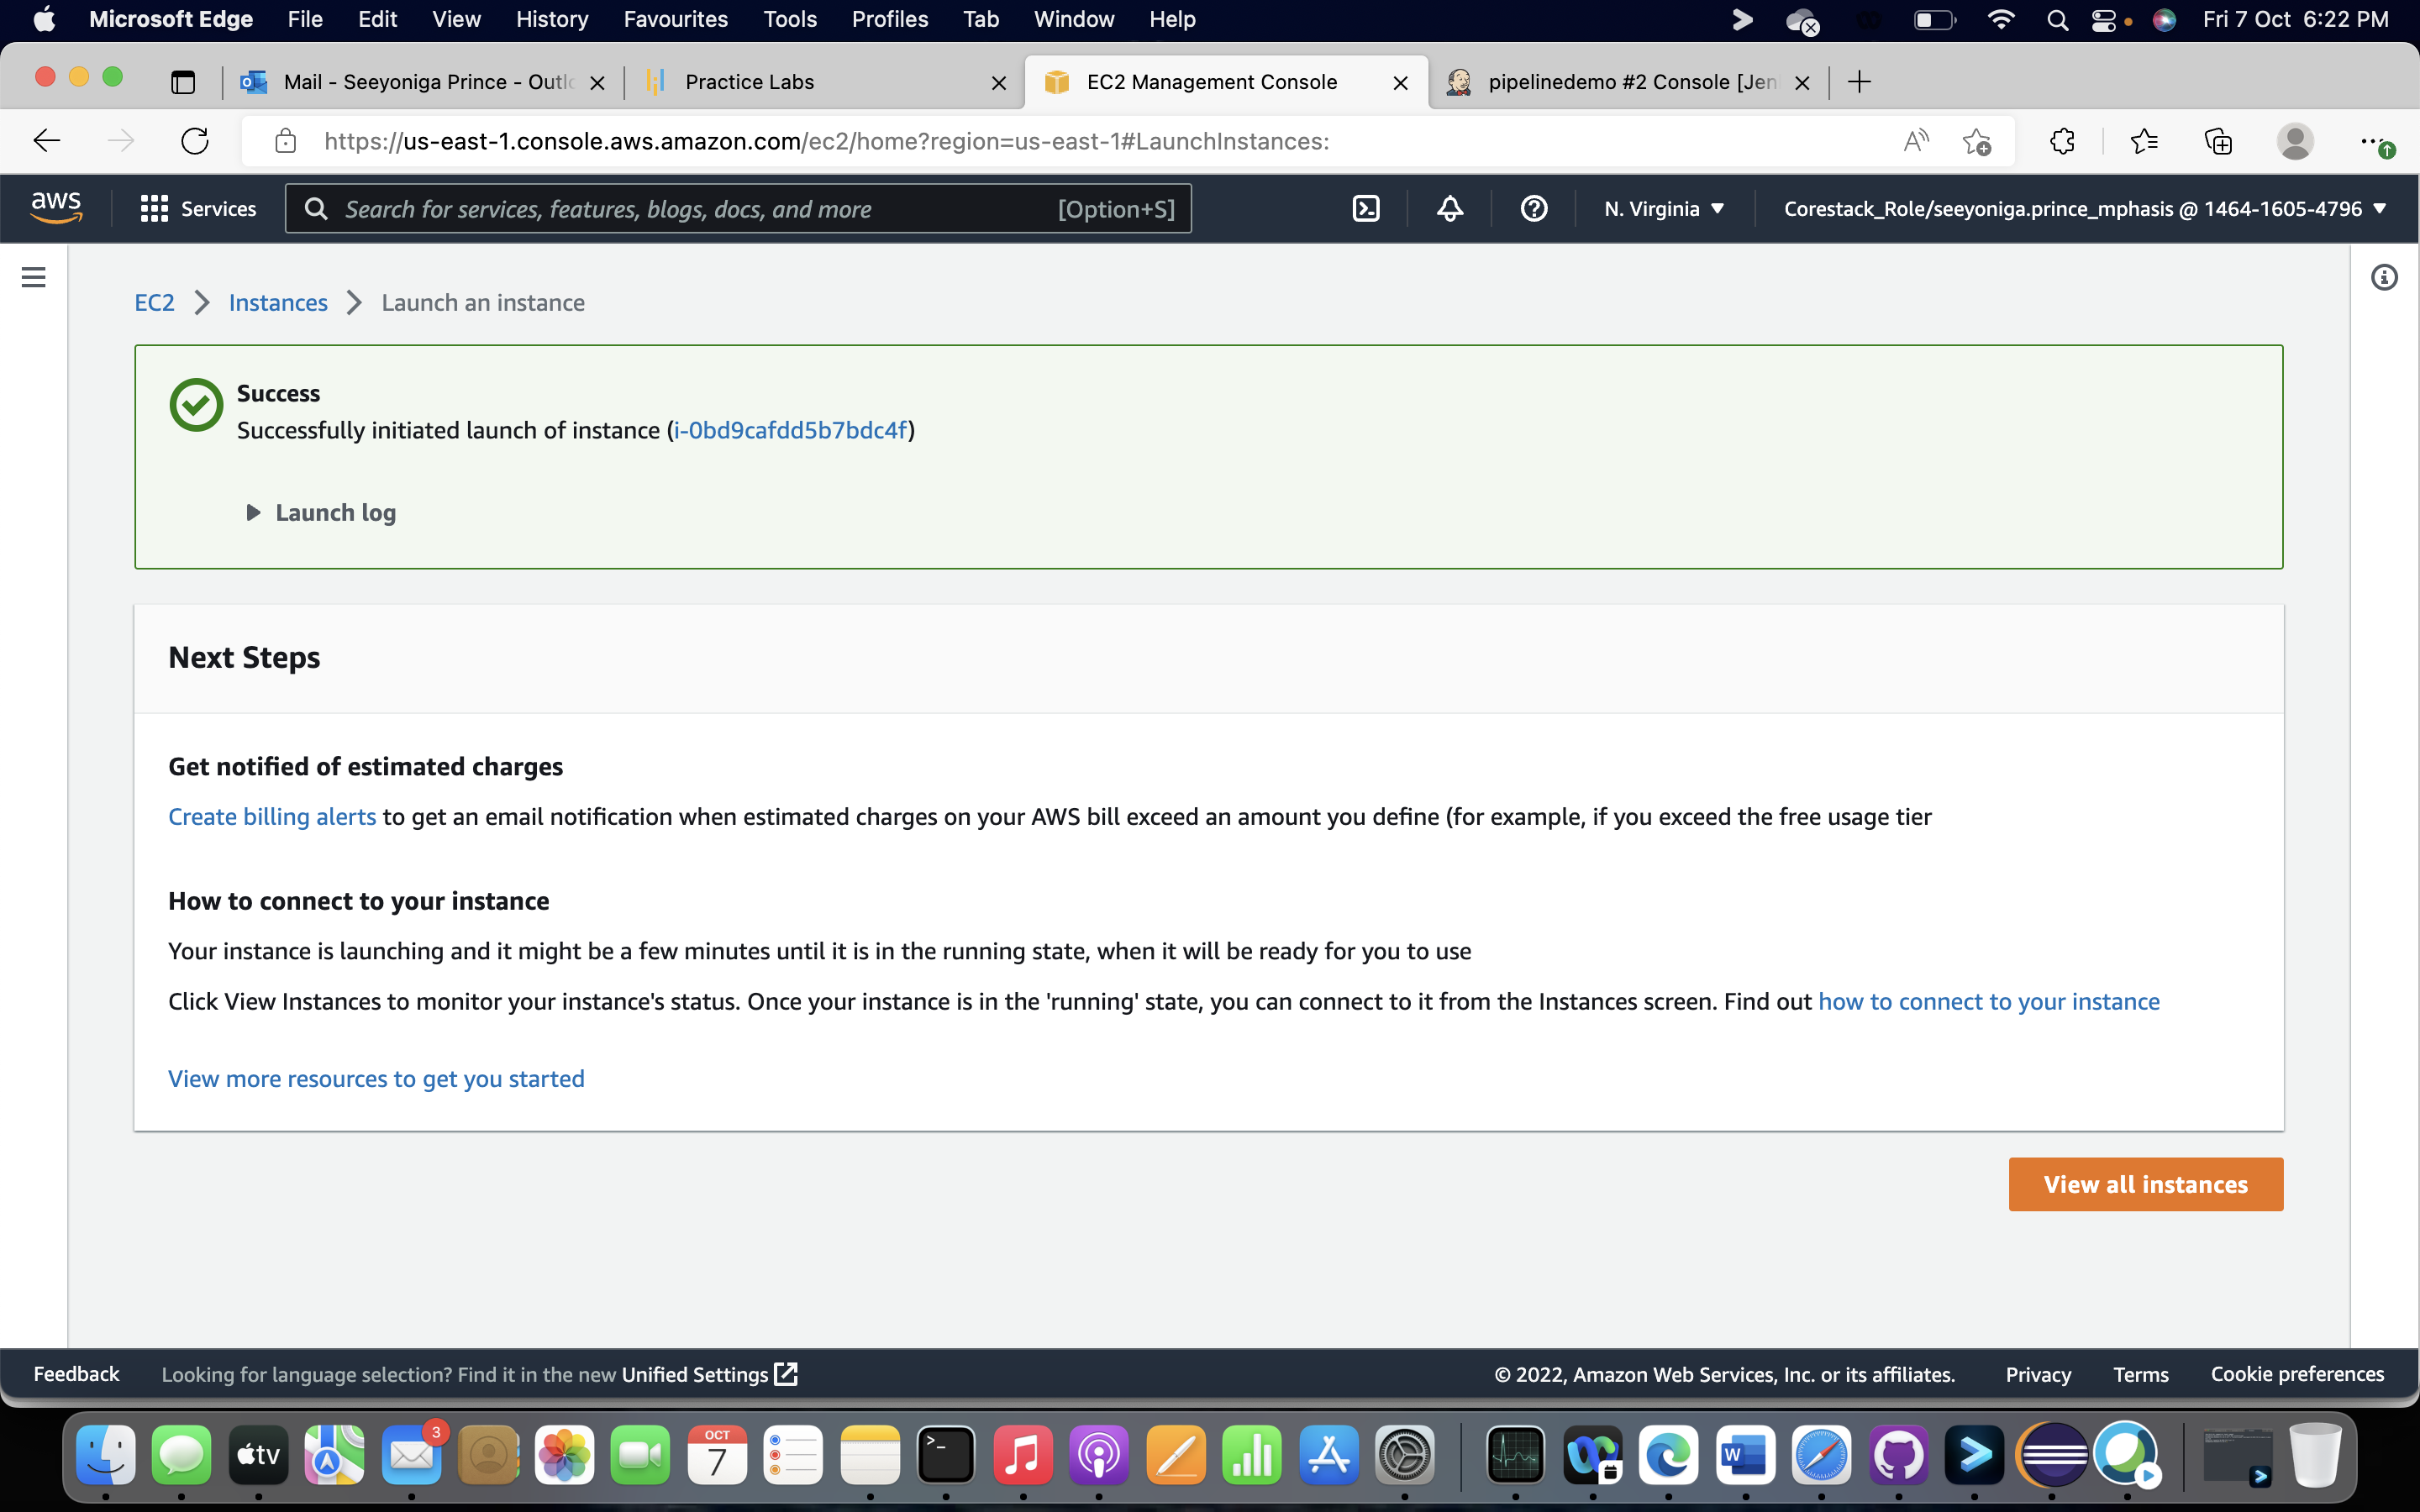 Microsoft Edge File Edit View History Favourites Tools Profiles Tab Window Help Fri 7 Oct 6:22 PM
Mail - Seeyoniga Prince - Outlo Practice Labs EC2 Management Console pipelinedemo #2 Console [Jen
https://us-east-1.console.aws.amazon.com/ec2/home?region=us-east-1#LaunchInstances:
aws Services Search for services, features, blogs, docs, and more [Option+S] N. Virginia Corestack_Role/seeyoniga.prince_mphasis @ 1464-1605-4796
EC2 Instances Launch an instance
Success
Successfully initiated launch of instance (i-0bd9cafdd5b7bdc4f)
Launch log
Next Steps
Get notified of estimated charges
Create billing alerts to get an email notification when estimated charges on your AWS bill exceed an amount you define (for example, if you exceed the free usage tier
How to connect to your instance
Your instance is launching and it might be a few minutes until it is in the running state, when it will be ready for you to use
Click View Instances to monitor your instance's status. Once your instance is in the 'running' state, you can connect to it from the Instances screen. Find out how to connect to your instance
View more resources to get you started
View all instances
Feedback Looking for language selection? Find it in the new Unified Settings © 2022, Amazon Web Services, Inc. or its affiliates. Privacy Terms Cookie preferences
tv 3 OCT 7 W